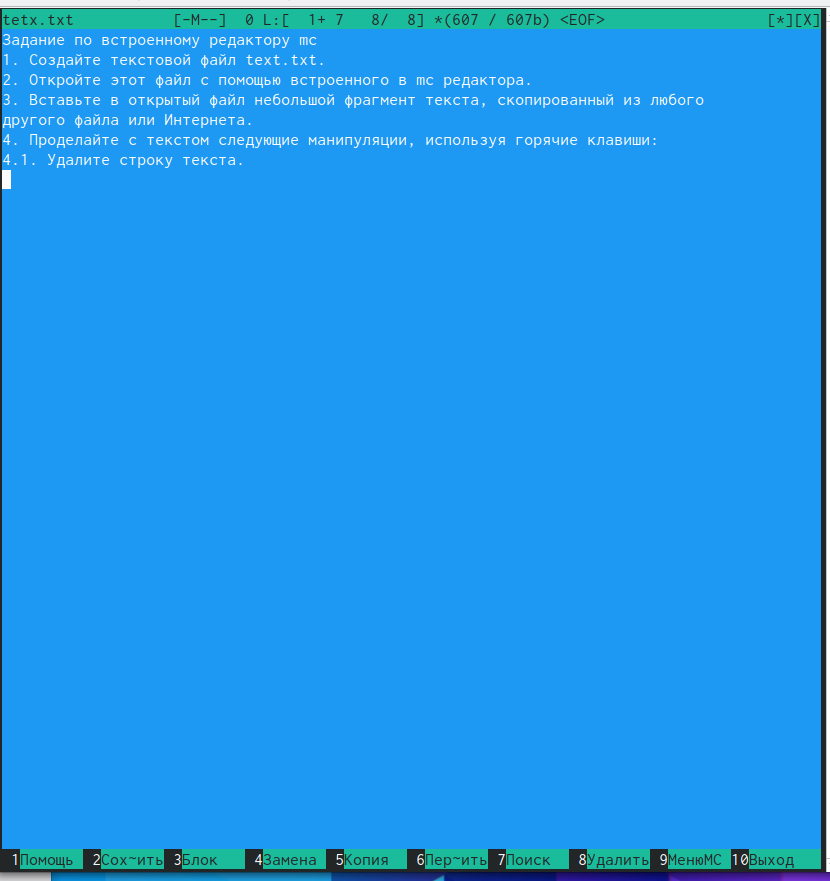 tetx.txt [-M--] 0 L:[ 1+ 7 8/ 8] *(607 / 607b) <EOF> [*][X]
Задание по встроенному редактору mc
1. Создайте текстовой файл text.txt.
2. Откройте этот файл с помощью встроенного в mc редактора.
3. Вставьте в открытый файл небольшой фрагмент текста, скопированный из любого
другого файла или Интернета.
4. Проделайте с текстом следующие манипуляции, используя горячие клавиши:
4.1. Удалите строку текста.
1Помощь 2Сох~ить 3Блок 4Замена 5Копия 6Пер~ить 7Поиск 8Удалить 9МенюMC 10Выход